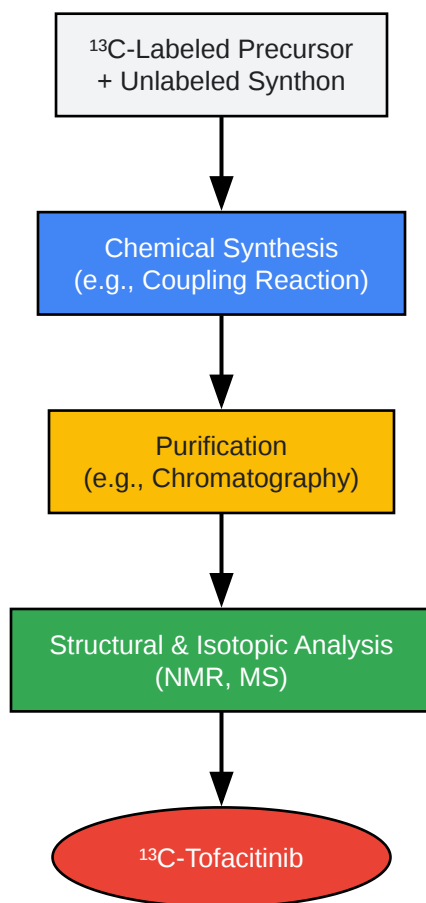 ¹³C-Labeled Precursor
+ Unlabeled Synthon
Chemical Synthesis
(e.g., Coupling Reaction)
Purification
(e.g., Chromatography)
Structural & Isotopic Analysis
(NMR, MS)
¹³C-Tofacitinib